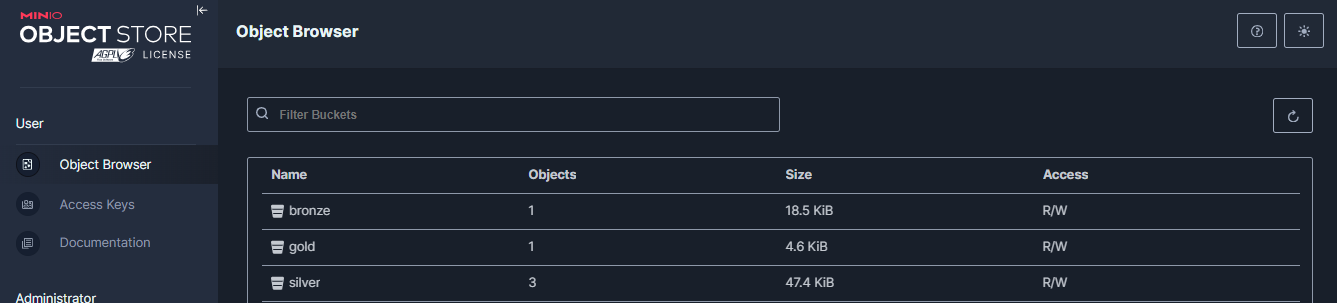 MINIO
OBJECT STORE
AGPL v3 LICENSE
Object Browser
Filter Buckets
User
Object Browser
Access Keys
Documentation
Administrator
Name Objects Size Access
bronze 1 18.5 KiB R/W
gold 1 4.6 KiB R/W
silver 3 47.4 KiB R/W